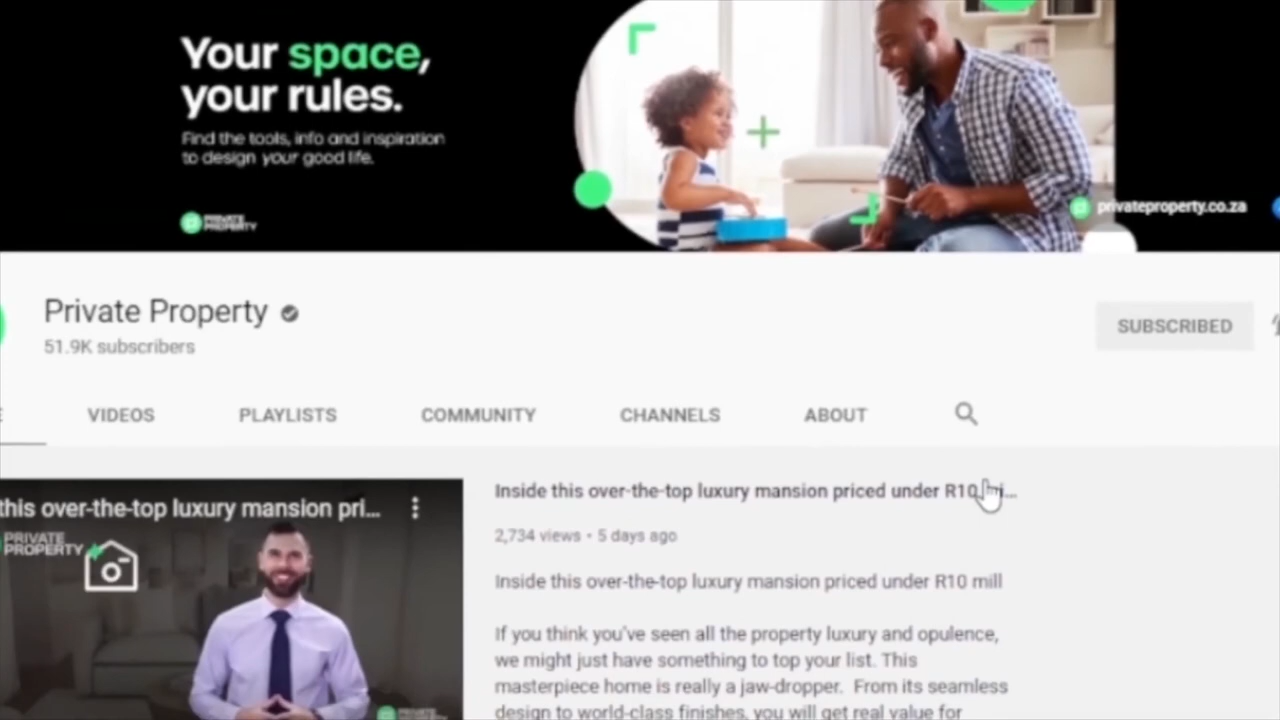 Your space,
your rules.
Find the tools, info and inspiration
to design your good life.
PRIVATE
PROPERTY
privateproperty.co.za
Private Property
51.9K subscribers
SUBSCRIBED
E
VIDEOS
PLAYLISTS
COMMUNITY
CHANNELS
ABOUT
this over-the-top luxury mansion pri...
PRIVATE
PROPERTY
Inside this over-the-top luxury mansion priced under R10 mi...
2,734 views • 5 days ago
Inside this over-the-top luxury mansion priced under R10 mill
If you think you've seen all the property luxury and opulence,
we might just have something to top your list. This
masterpiece home is really a jaw-dropper. From its seamless
design to world-class finishes, you will get real value for
PRIVATE
PROPERTY